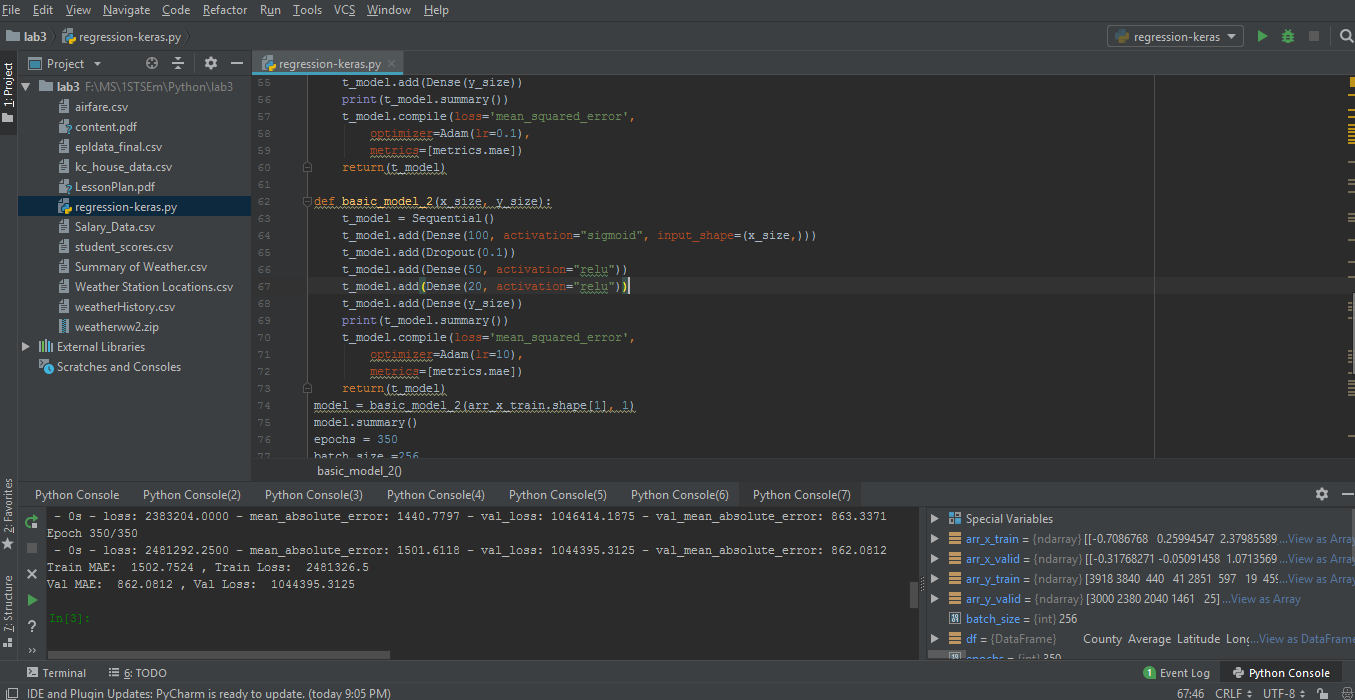 File Edit View Navigate Code Refactor Run Tools VCS Window Help
lab3 regression-keras.py regression-keras
1: Project
Project
regression-keras.py
lab3 F:\MS\1STSEm\Python\lab3
airfare.csv
content.pdf
epldata_final.csv
kc_house_data.csv
LessonPlan.pdf
regression-keras.py
Salary_Data.csv
student_scores.csv
Summary of Weather.csv
Weather Station Locations.csv
weatherHistory.csv
weatherww2.zip
External Libraries
Scratches and Consoles
55 t_model.add(Dense(y_size))
56 print(t_model.summary())
57 t_model.compile(loss='mean_squared_error',
58 optimizer=Adam(lr=0.1),
59 metrics=[metrics.mae])
60 return(t_model)
61
62 def basic_model_2(x_size, y_size):
63 t_model = Sequential()
64 t_model.add(Dense(100, activation="sigmoid", input_shape=(x_size,)))
65 t_model.add(Dropout(0.1))
66 t_model.add(Dense(50, activation="relu"))
67 t_model.add(Dense(20, activation="relu"))
68 t_model.add(Dense(y_size))
69 print(t_model.summary())
70 t_model.compile(loss='mean_squared_error',
71 optimizer=Adam(lr=10),
72 metrics=[metrics.mae])
73 return(t_model)
74 model = basic_model_2(arr_x_train.shape[1], 1)
75 model.summary()
76 epochs = 350
77 batch_size =256
basic_model_2()
2: Favorites
7: Structure
Python Console Python Console(2) Python Console(3) Python Console(4) Python Console(5) Python Console(6) Python Console(7)
- 0s - loss: 2383204.0000 - mean_absolute_error: 1440.7797 - val_loss: 1046414.1875 - val_mean_absolute_error: 863.3371
Epoch 350/350
- 0s - loss: 2481292.2500 - mean_absolute_error: 1501.6118 - val_loss: 1044395.3125 - val_mean_absolute_error: 862.0812
Train MAE: 1502.7524 , Train Loss: 2481326.5
Val MAE: 862.0812 , Val Loss: 1044395.3125
In[3]:
Special Variables
arr_x_train = {ndarray} [[-0.7086768 0.25994547 2.37985589 ...View as Array
arr_x_valid = {ndarray} [[-0.31768271 -0.05091458 1.0713569 ...View as Array
arr_y_train = {ndarray} [3918 3840 440 41 2851 597 19 459 ...View as Array
arr_y_valid = {ndarray} [3000 2380 2040 1461 25] ...View as Array
batch_size = {int} 256
df = {DataFrame} County Average Latitude Long ...View as DataFrame
epochs = {int} 350
Terminal 6: TODO 1 Event Log Python Console
IDE and Plugin Updates: PyCharm is ready to update. (today 9:05 PM) 67:46 CRLF UTF-8